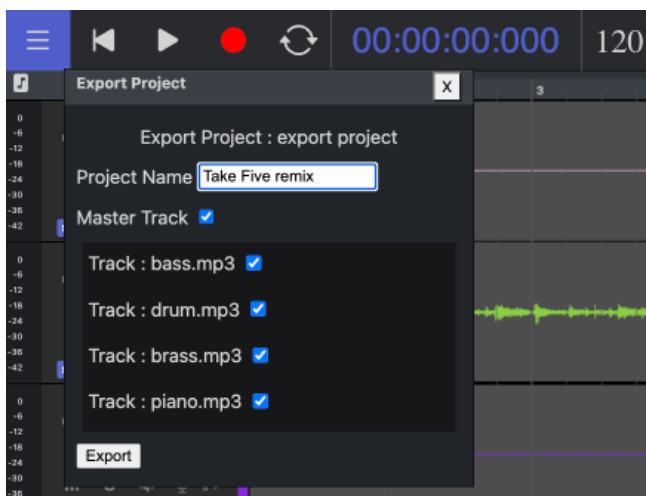 00:00:00:000 120
Export Project X
3
Export Project : export project
Project Name Take Five remix
Master Track
Track : bass.mp3
Track : drum.mp3
Track : brass.mp3
Track : piano.mp3
Export
0
-6
-12
-18
-24
-30
-36
-42
0
-6
-12
-18
-24
-30
-36
-42
0
-6
-12
-18
-24
-30
-36